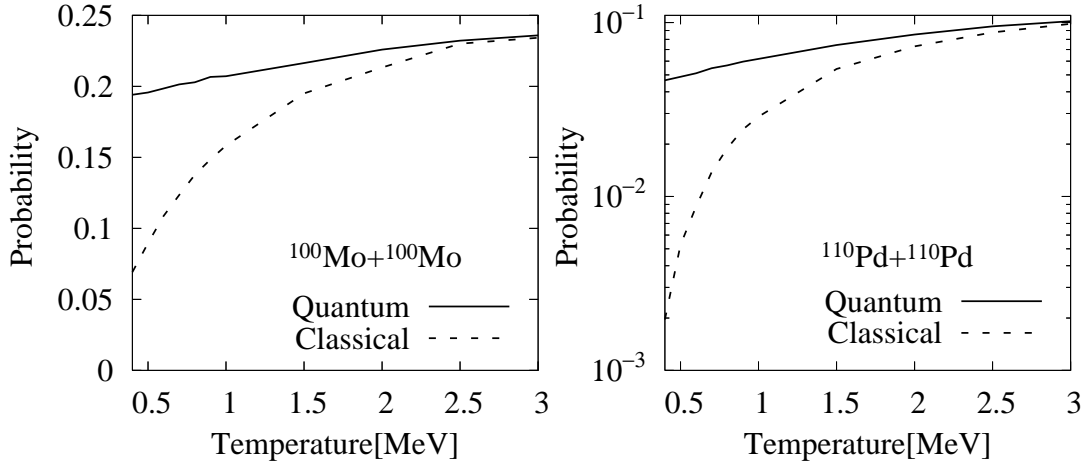 Probability
0.25
0.2
0.15
0.1
0.05
0
¹⁰⁰Mo+¹⁰⁰Mo
Quantum
Classical
0.5 1 1.5 2 2.5 3
Temperature[MeV]
Probability
10⁻¹
10⁻²
10⁻³
¹¹⁰Pd+¹¹⁰Pd
Quantum
Classical
0.5 1 1.5 2 2.5 3
Temperature[MeV]